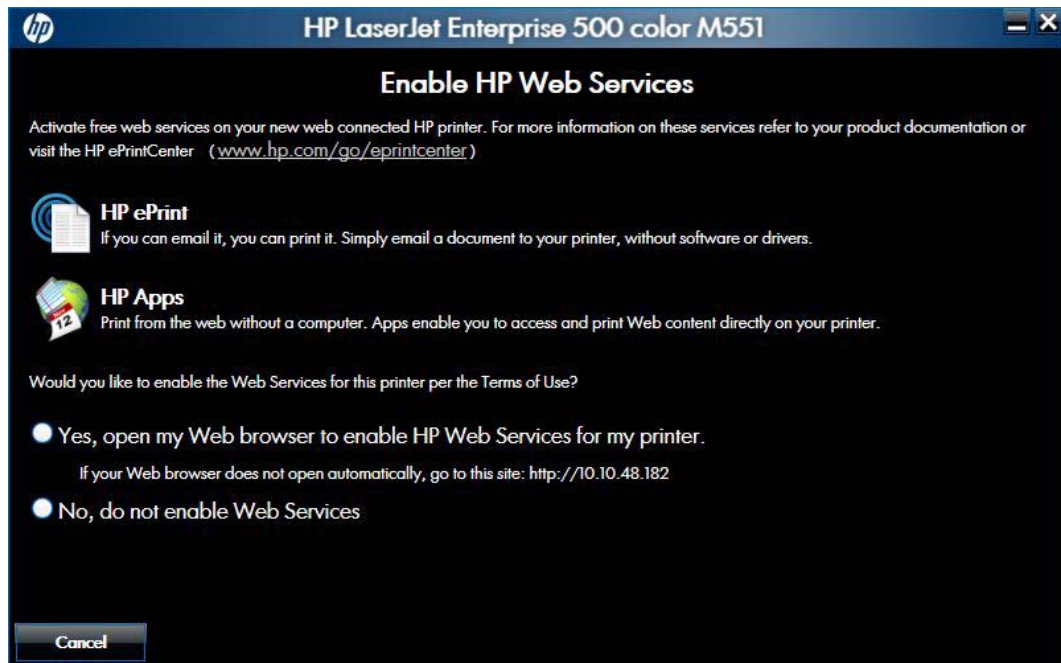 hp
HP LaserJet Enterprise 500 color M551
Enable HP Web Services
Activate free web services on your new web connected HP printer. For more information on these services refer to your product documentation or
visit the HP ePrintCenter (www.hp.com/go/eprintcenter)
HP ePrint
If you can email it, you can print it. Simply email a document to your printer, without software or drivers.
HP Apps
12
Print from the web without a computer. Apps enable you to access and print Web content directly on your printer.
Would you like to enable the Web Services for this printer per the Terms of Use?
Yes, open my Web browser to enable HP Web Services for my printer.
If your Web browser does not open automatically, go to this site: http://10.10.48.182
No, do not enable Web Services
Cancel